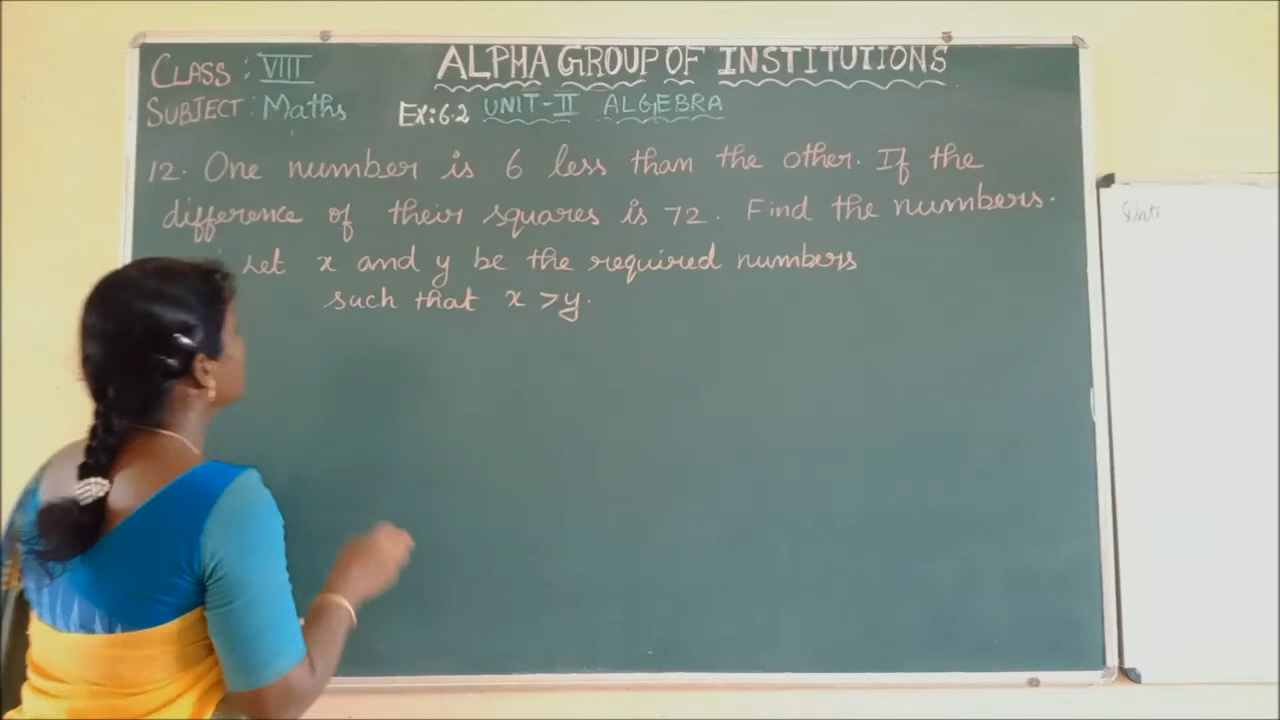 ALPHA GROUP OF INSTITUTIONS
CLASS : VIII
SUBJECT : Maths
Ex: 6.2 UNIT-II ALGEBRA
12. One number is 6 less than the other. If the
difference of their squares is 72. Find the numbers.
Let x and y be the required numbers
such that x > y.